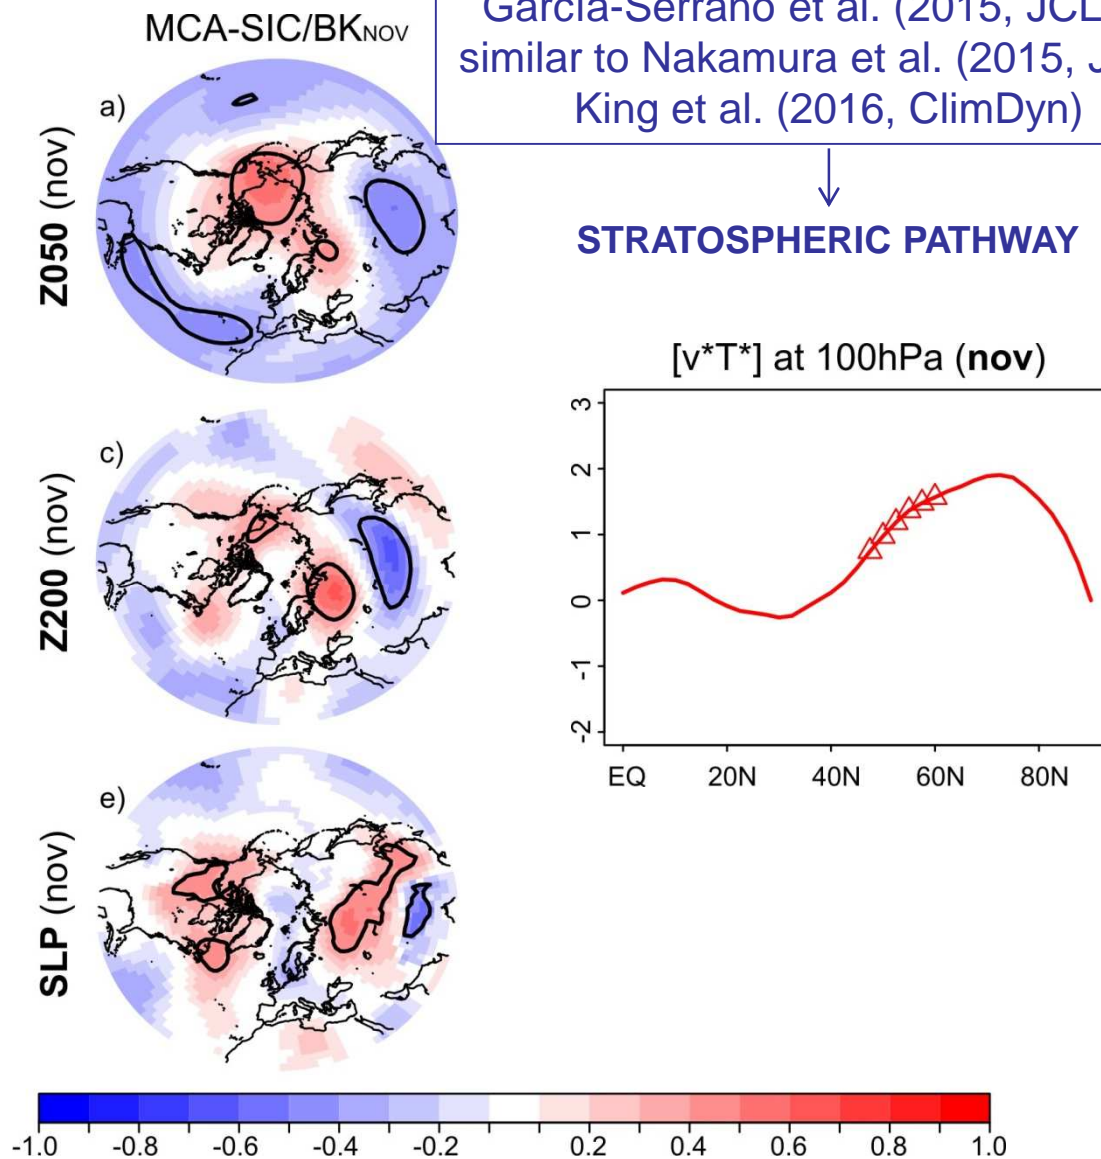 MCA-SIC/BKNOV
García-Serrano et al. (2015, JCL
similar to Nakamura et al. (2015, J
King et al. (2016, ClimDyn)
STRATOSPHERIC PATHWAY
a)
Z050 (nov)
[v*T*] at 100hPa (nov)
3
2
1
0
-1
-2
EQ 20N 40N 60N 80N
c)
Z200 (nov)
e)
SLP (nov)
-1.0 -0.8 -0.6 -0.4 -0.2 0.2 0.4 0.6 0.8 1.0